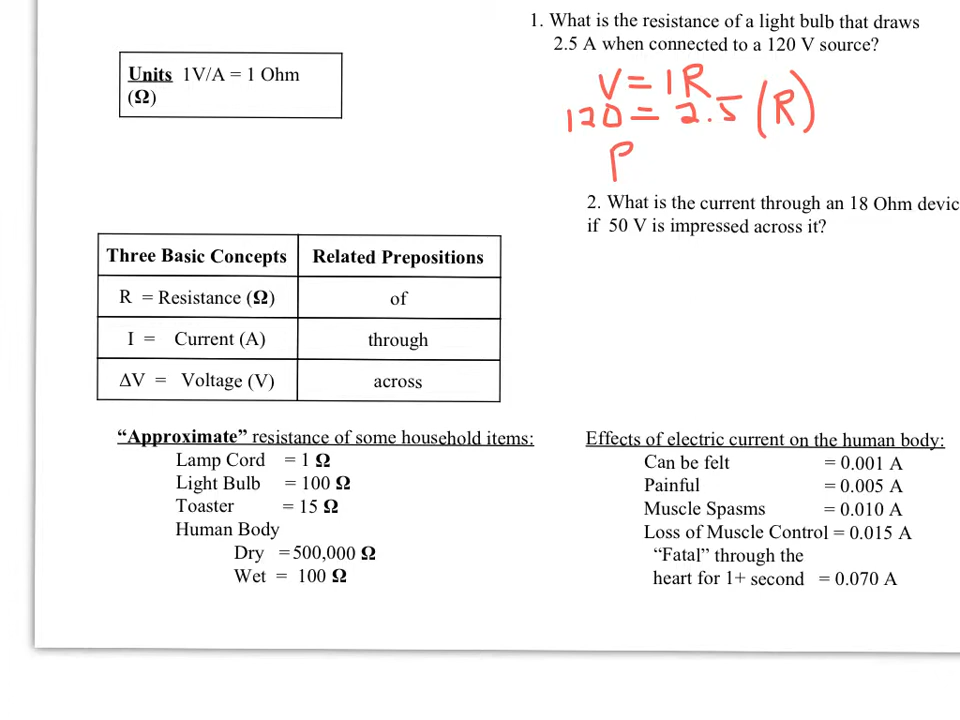 1. What is the resistance of a light bulb that draws
2.5 A when connected to a 120 V source?
Units 1V/A = 1 Ohm
(Ω)
V = IR
120 = 2.5 (R)
2. What is the current through an 18 Ohm devic
if 50 V is impressed across it?
Three Basic Concepts Related Prepositions
R = Resistance (Ω) of
I = Current (A) through
ΔV = Voltage (V) across
“Approximate” resistance of some household items:
Lamp Cord = 1 Ω
Light Bulb = 100 Ω
Toaster = 15 Ω
Human Body
Dry = 500,000 Ω
Wet = 100 Ω
Effects of electric current on the human body:
Can be felt = 0.001 A
Painful = 0.005 A
Muscle Spasms = 0.010 A
Loss of Muscle Control = 0.015 A
“Fatal” through the
heart for 1+ second = 0.070 A